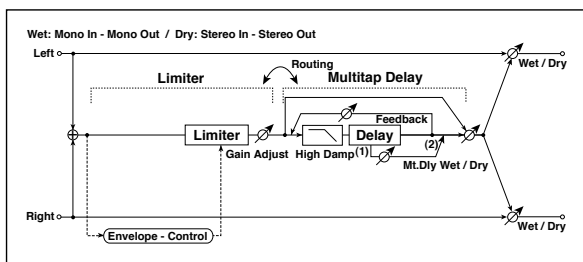 Wet: Mono In - Mono Out / Dry: Stereo In - Stereo Out
Left
Wet / Dry
Routing
Limiter
Multitap Delay
Feedback
Limiter
Delay
Gain Adjust
High Damp
(1)
(2)
Mt.Dly Wet / Dry
Right
Wet / Dry
Envelope - Control